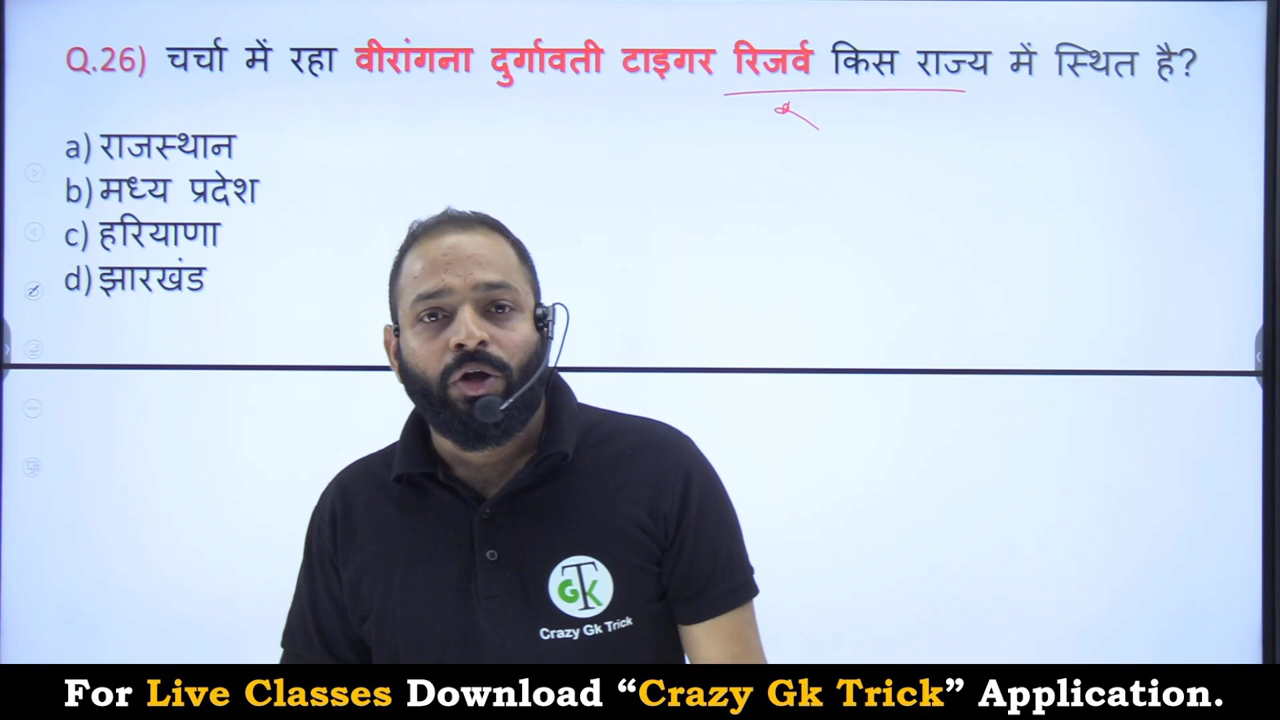 Q.26) चर्चा में रहा वीरांगना दुर्गावती टाइगर रिजर्व किस राज्य में स्थित है?
a) राजस्थान
b) मध्य प्रदेश
c) हरियाणा
d) झारखंड
GTK
Crazy Gk Trick
For Live Classes Download “Crazy Gk Trick” Application.